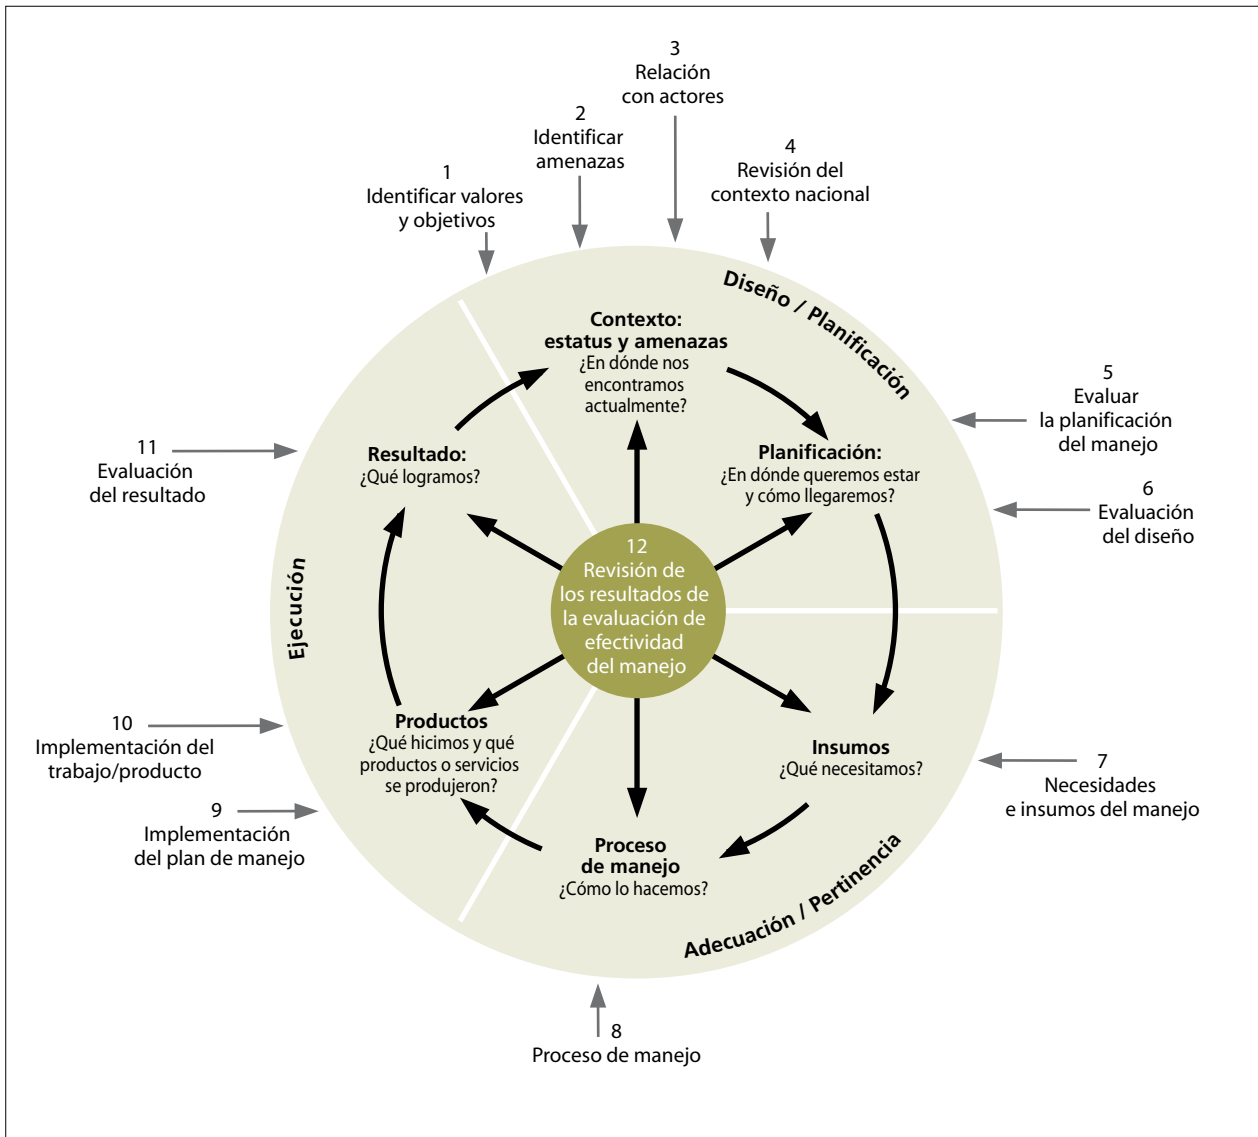 3
Relación
con actores
2
Identificar
amenazas
4
Revisión del
contexto nacional
1
Identificar valores
y objetivos
Diseño / Planificación
Contexto:
estatus y amenazas
¿En dónde nos
encontramos
actualmente?
5
Evaluar
la planificación
del manejo
11
Evaluación
del resultado
Resultado:
¿Qué logramos?
Planificación:
¿En dónde queremos estar
y cómo llegaremos?
6
Evaluación
del diseño
12
Revisión de
los resultados de
la evaluación de
efectividad
del manejo
Ejecución
10
Implementación del
trabajo/producto
Productos
¿Qué hicimos y qué
productos o servicios
se produjeron?
Insumos
¿Qué necesitamos?
7
Necesidades
e insumos del manejo
9
Implementación
del plan de manejo
Proceso
de manejo
¿Cómo lo hacemos?
Adecuación / Pertinencia
8
Proceso de manejo